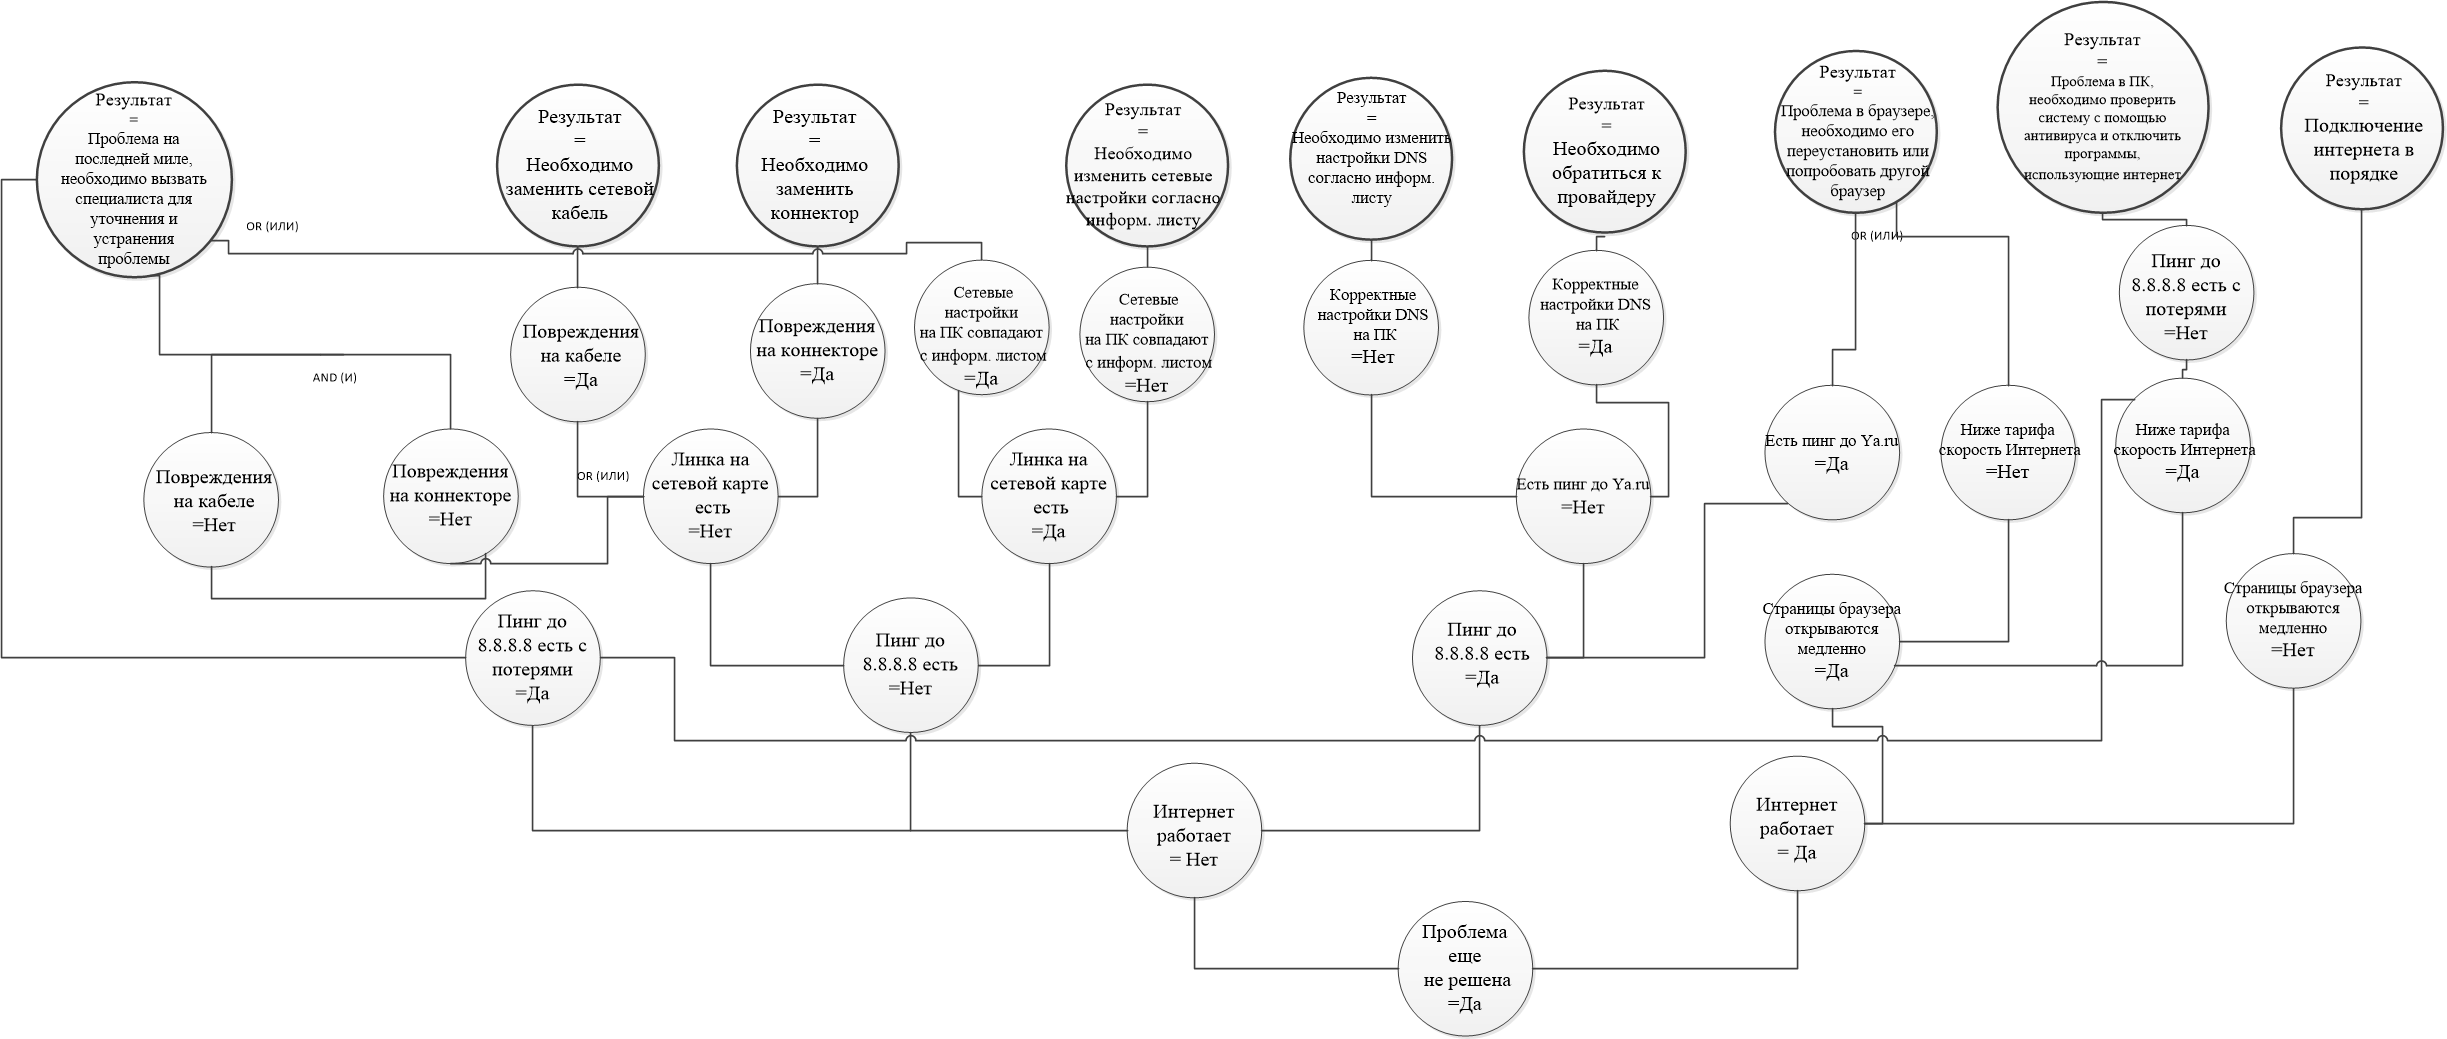 Результат
=
Проблема на
последней миле,
необходимо вызвать
специалиста для
уточнения и
устранения
проблемы
Результат
=
Необходимо
заменить сетевой
кабель
Результат
=
Необходимо
заменить
коннектор
Результат
=
Необходимо
изменить сетевые
настройки согласно
информ. листу
Результат
=
Необходимо изменить
настройки DNS
согласно информ.
листу
Результат
=
Необходимо
обратиться к
провайдеру
Результат
=
Проблема в браузере,
необходимо его
переустановить или
попробовать другой
браузер
Результат
=
Проблема в ПК,
необходимо проверить
систему с помощью
антивируса и отключить
программы,
использующие интернет
Результат
=
Подключение
интернета в
порядке
OR (ИЛИ)
OR (ИЛИ)
Повреждения
на кабеле
=Да
Повреждения
на коннекторе
=Да
Сетевые
настройки
на ПК совпадают
с информ. листом
=Да
Сетевые
настройки
на ПК совпадают
с информ. листом
=Нет
Корректные
настройки DNS
на ПК
=Нет
Корректные
настройки DNS
на ПК
=Да
Пинг до
8.8.8.8 есть с
потерями
=Нет
AND (И)
Повреждения
на кабеле
=Нет
Повреждения
на коннекторе
=Нет
OR (ИЛИ)
Линка на
сетевой карте
есть
=Нет
Линка на
сетевой карте
есть
=Да
Есть пинг до Ya.ru
=Нет
Есть пинг до Ya.ru
=Да
Ниже тарифа
скорость Интернета
=Нет
Ниже тарифа
скорость Интернета
=Да
Пинг до
8.8.8.8 есть с
потерями
=Да
Пинг до
8.8.8.8 есть
=Нет
Пинг до
8.8.8.8 есть
=Да
Страницы браузера
открываются
медленно
=Да
Страницы браузера
открываются
медленно
=Нет
Интернет
работает
= Нет
Интернет
работает
= Да
Проблема
еще
не решена
=Да